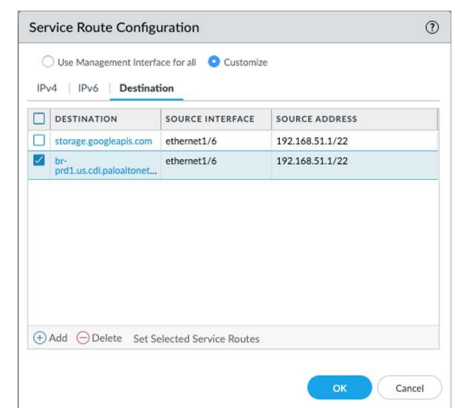 Service Route Configuration
Use Management Interface for all Customize
IPv4 | IPv6 | Destination
DESTINATION SOURCE INTERFACE SOURCE ADDRESS
storage.googleapis.com ethernet1/6 192.168.51.1/22
br- ethernet1/6 192.168.51.1/22
prd1.us.cdl.paloaltonet...
Add Delete Set Selected Service Routes
OK Cancel